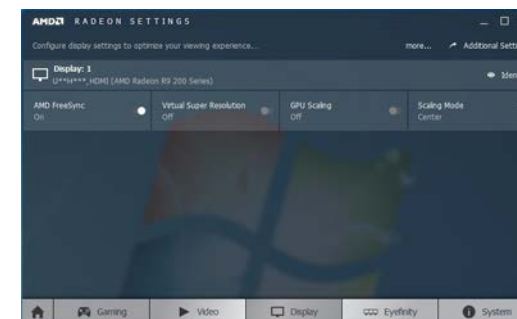 AMD RADEON SETTINGS
Configure display settings to optimize your viewing experience...
more...
Additional Sett
Display: 1
U**H***, HDMI [AMD Radeon R9 200 Series]
Iden
AMD FreeSync
On
Virtual Super Resolution
Off
GPU Scaling
Off
Scaling Mode
Center
Gaming
Video
Display
Eyefinity
System